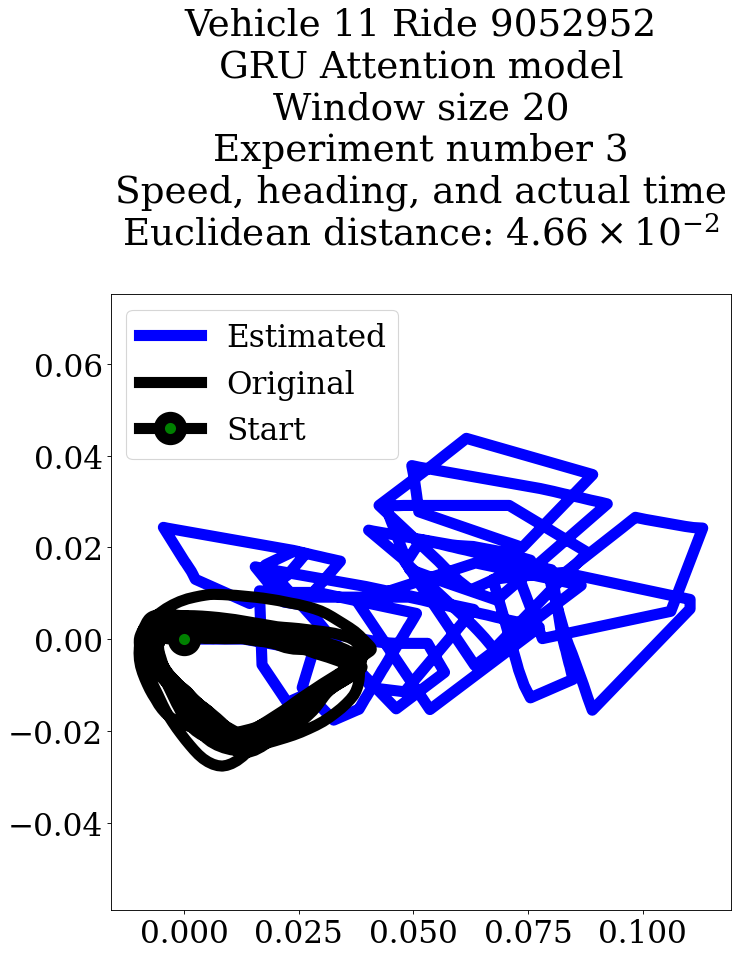 Vehicle 11 Ride 9052952
GRU Attention model
Window size 20
Experiment number 3
Speed, heading, and actual time
Euclidean distance: 4.66 × 10⁻²
Estimated
Original
Start
0.06
0.04
0.02
0.00
−0.02
−0.04
0.000 0.025 0.050 0.075 0.100